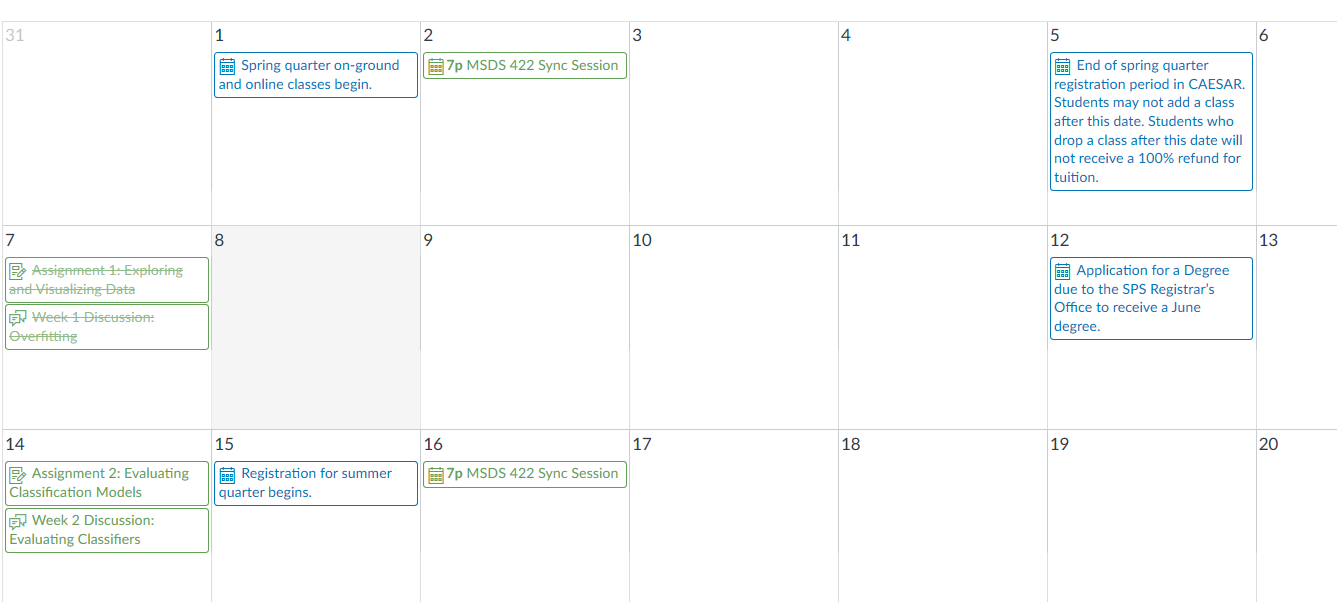 31
1
2
3
4
5
6
Spring quarter on-ground
and online classes begin.
7p MSDS 422 Sync Session
End of spring quarter
registration period in CAESAR.
Students may not add a class
after this date. Students who
drop a class after this date will
not receive a 100% refund for
tuition.
7
8
9
10
11
12
13
Assignment 1: Exploring
and Visualizing Data
Week 1 Discussion:
Overfitting
Application for a Degree
due to the SPS Registrar's
Office to receive a June
degree.
14
15
16
17
18
19
20
Assignment 2: Evaluating
Classification Models
Week 2 Discussion:
Evaluating Classifiers
Registration for summer
quarter begins.
7p MSDS 422 Sync Session